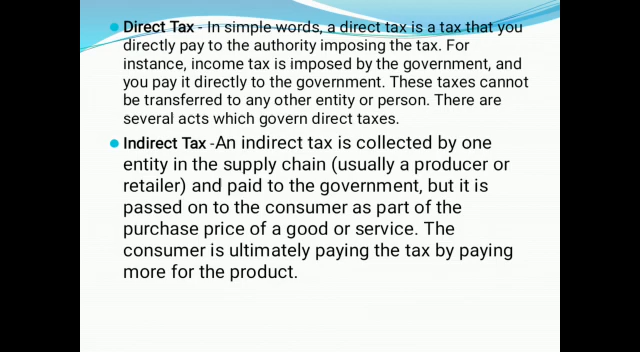 Direct Tax - In simple words, a direct tax is a tax that you
directly pay to the authority imposing the tax. For
instance, income tax is imposed by the government, and
you pay it directly to the government. These taxes cannot
be transferred to any other entity or person. There are
several acts which govern direct taxes.
Indirect Tax -An indirect tax is collected by one
entity in the supply chain (usually a producer or
retailer) and paid to the government, but it is
passed on to the consumer as part of the
purchase price of a good or service. The
consumer is ultimately paying the tax by paying
more for the product.